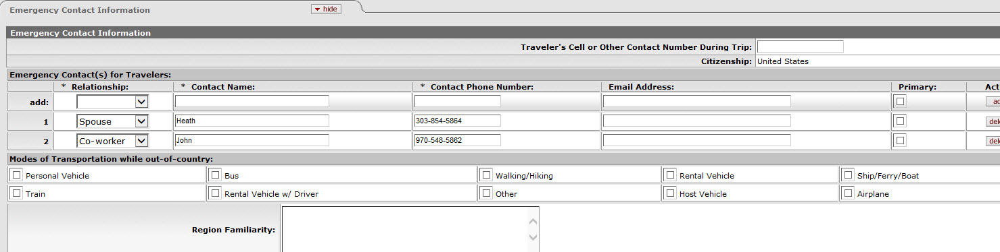 Emergency Contact Information hide
Emergency Contact Information
Traveler's Cell or Other Contact Number During Trip:
Citizenship: United States
Emergency Contact(s) for Travelers:
* Relationship: * Contact Name: * Contact Phone Number: Email Address: Primary: Act
add: ad
1 Spouse Heath 303-854-5864 dele
2 Co-worker John 970-548-5862 dele
Modes of Transportation while out-of-country:
Personal Vehicle Bus Walking/Hiking Rental Vehicle Ship/Ferry/Boat
Train Rental Vehicle w/ Driver Other Host Vehicle Airplane
Region Familiarity: